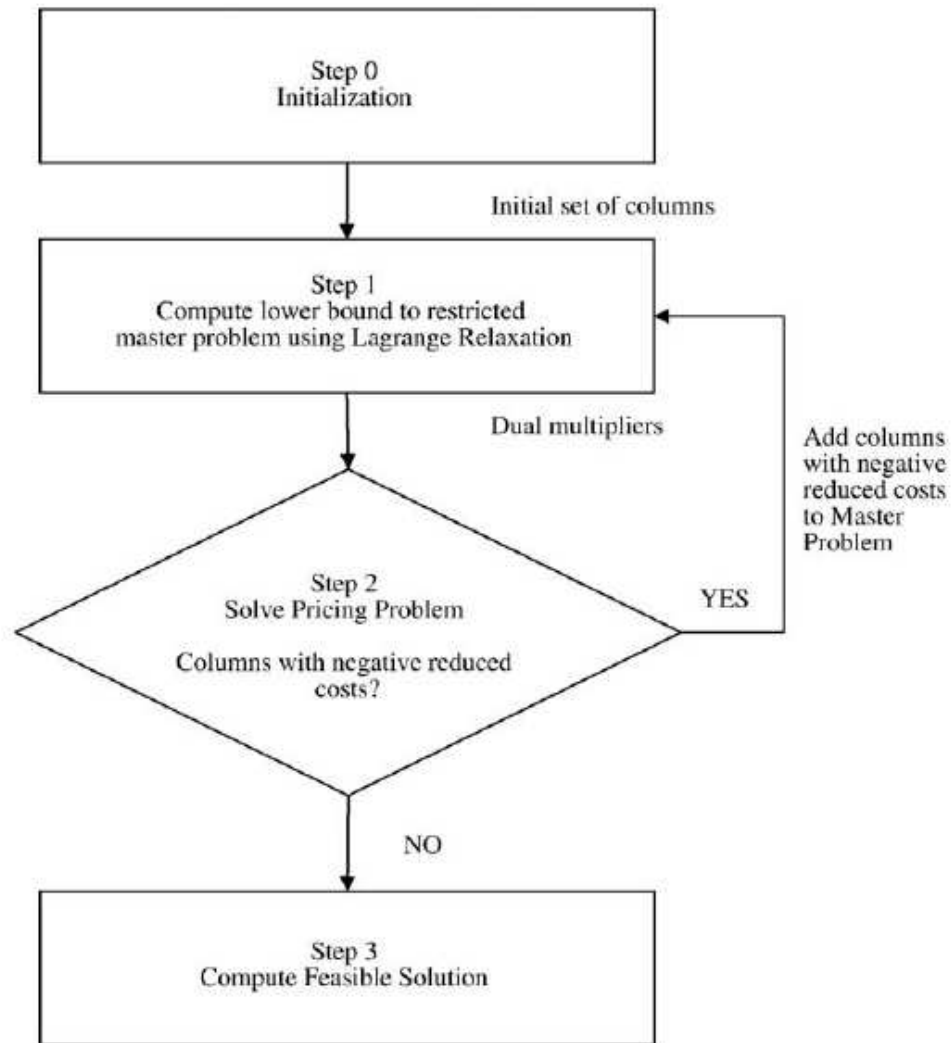 Step 0
Initialization
Initial set of columns
Step 1
Compute lower bound to restricted
master problem using Lagrange Relaxation
Dual multipliers
Add columns
with negative
reduced costs
to Master
Problem
Step 2
Solve Pricing Problem
YES
Columns with negative reduced
costs?
NO
Step 3
Compute Feasible Solution